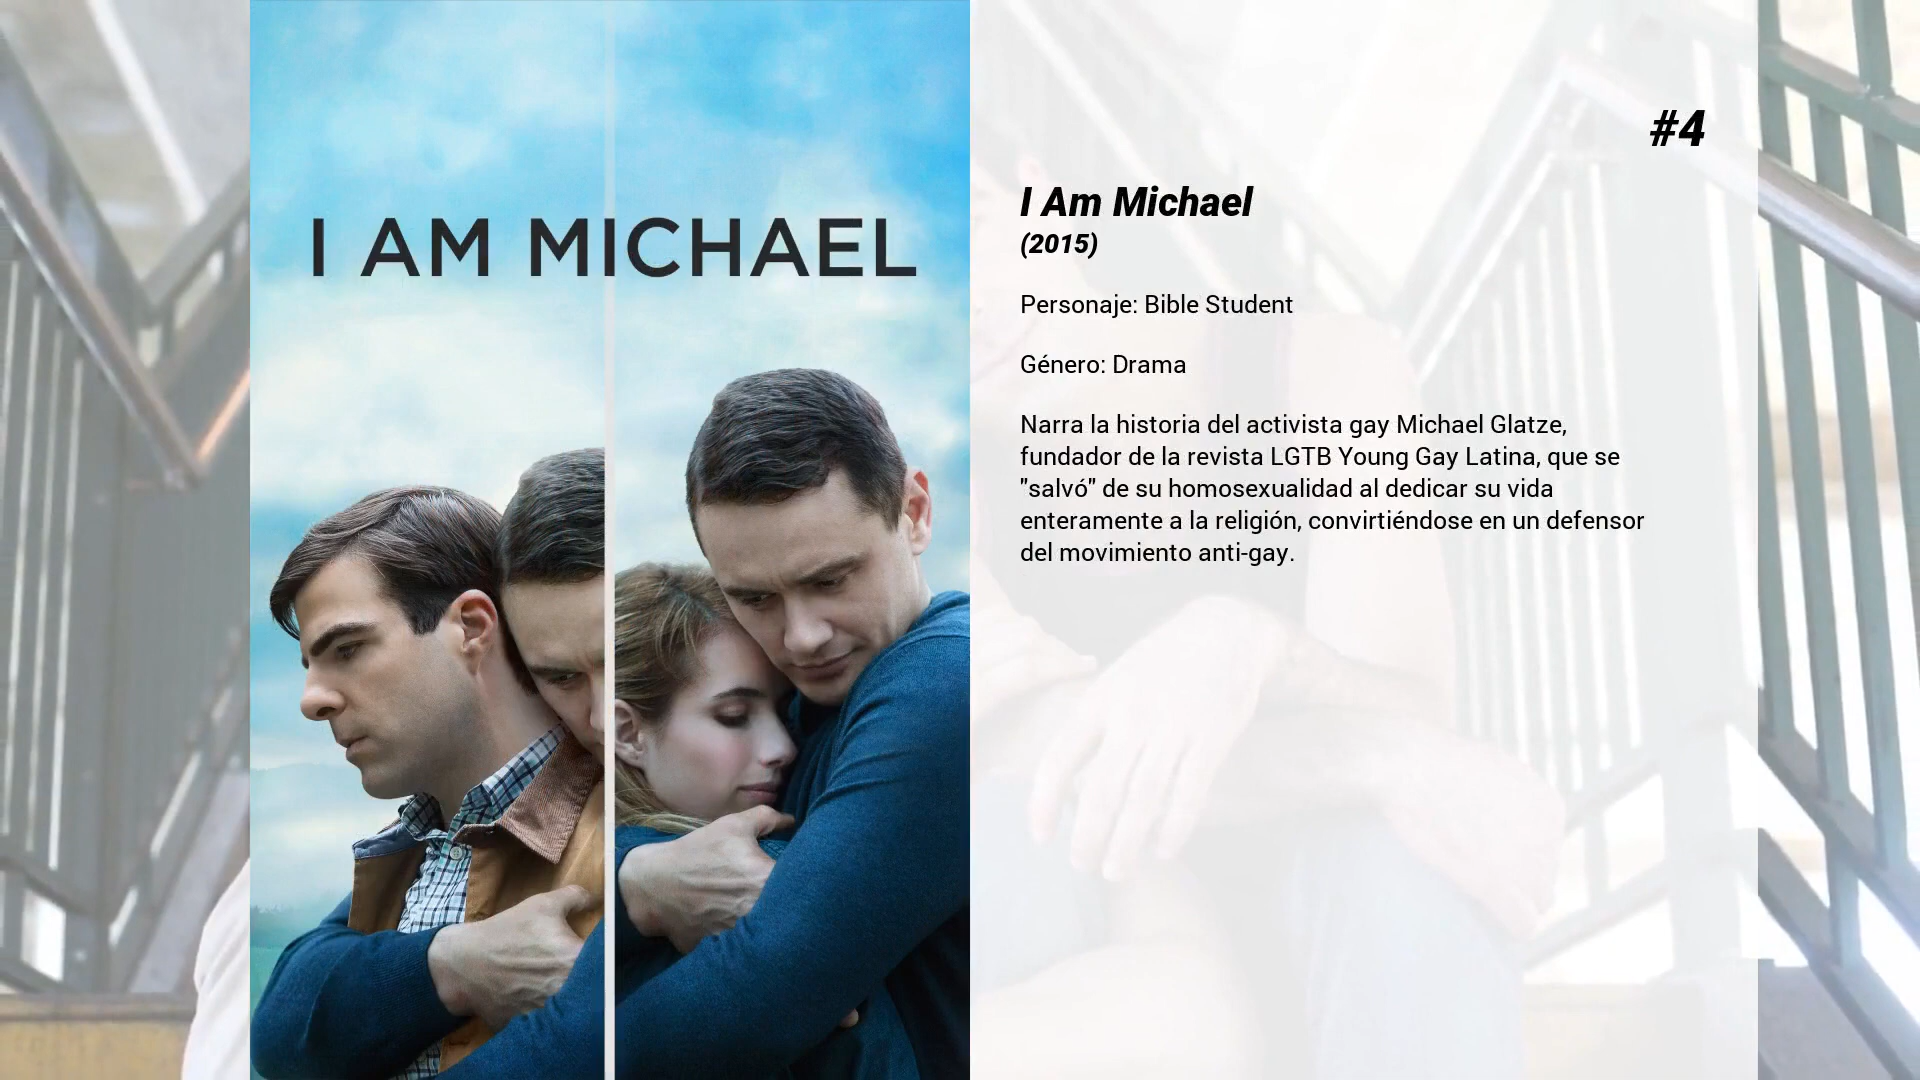 I AM MICHAEL
#4
I Am Michael
(2015)
Personaje: Bible Student
Género: Drama
Narra la historia del activista gay Michael Glatze,
fundador de la revista LGTB Young Gay Latina, que se
"salvó" de su homosexualidad al dedicar su vida
enteramente a la religión, convirtiéndose en un defensor
del movimiento anti-gay.